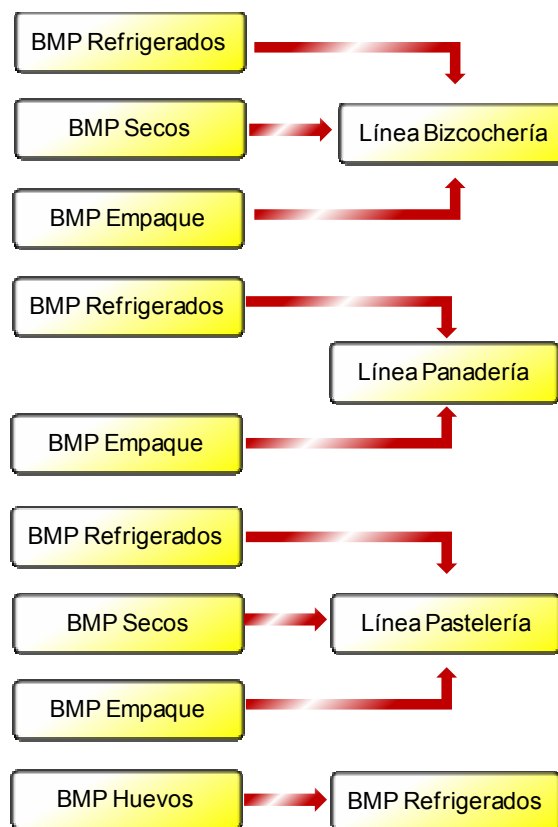 BMP Refrigerados
BMP Secos
Línea Bizcochería
BMP Empaque
BMP Refrigerados
Línea Panadería
BMP Empaque
BMP Refrigerados
BMP Secos
Línea Pastelería
BMP Empaque
BMP Huevos
BMP Refrigerados